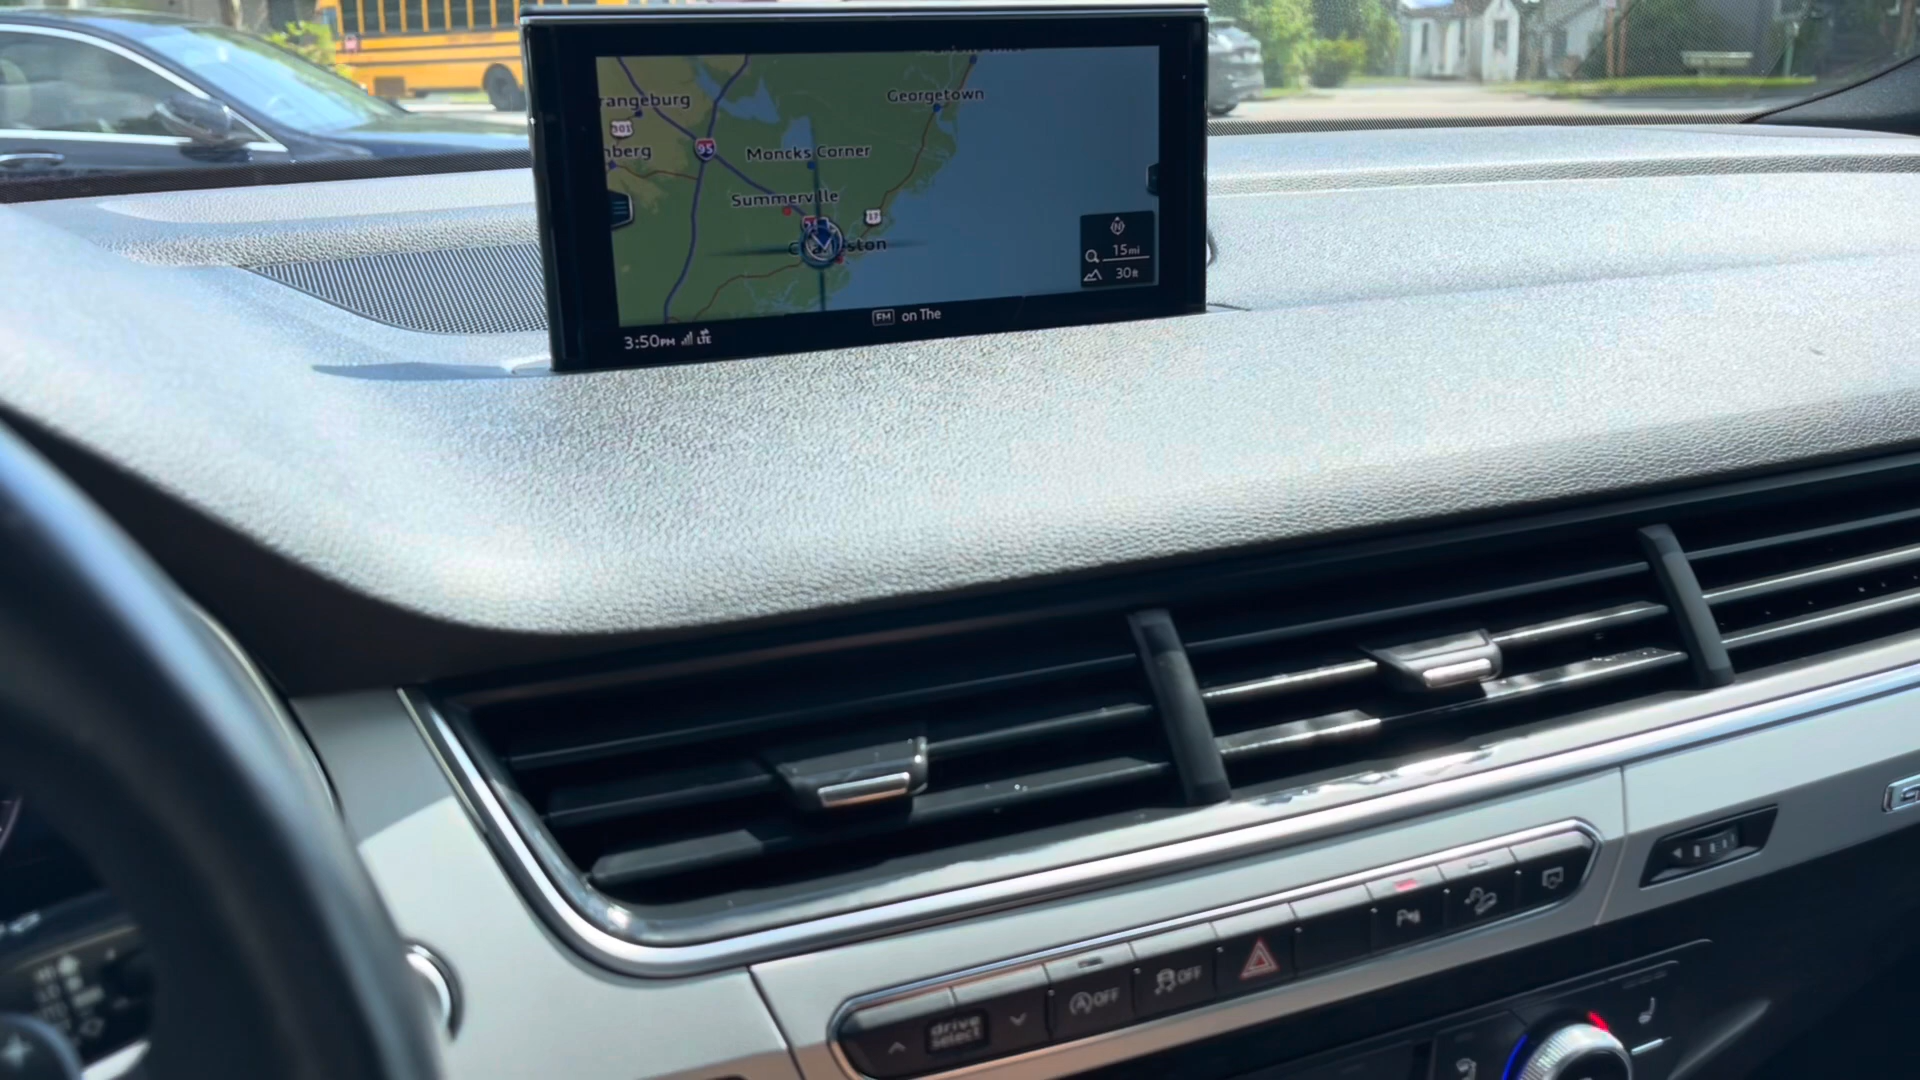 rangeburg
Georgetown
301
nberg
95
Moncks Corner
Summerville
17
N
15mi
30ft
FM on The
3:50PM LTE
drive select
OFF
OFF